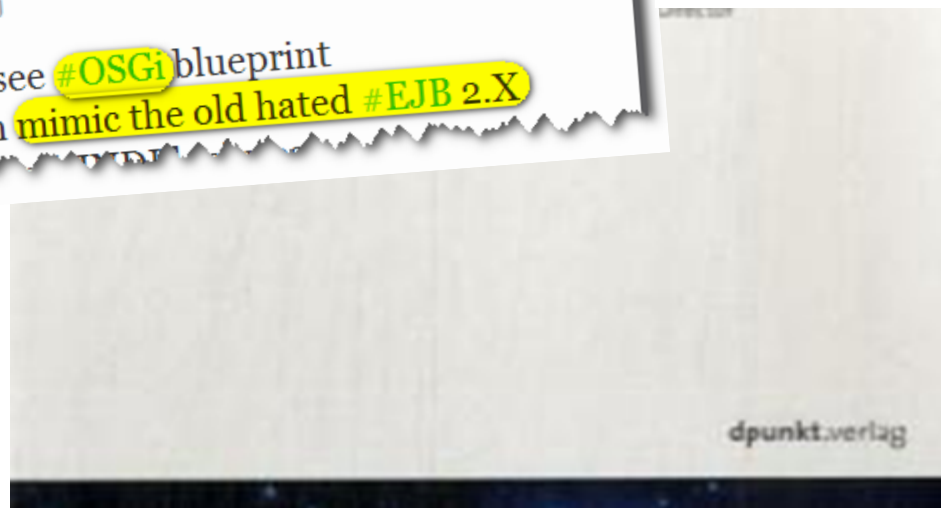 see #OSGi blueprint
mimic the old hated #EJB 2.X
dpunkt.verlag